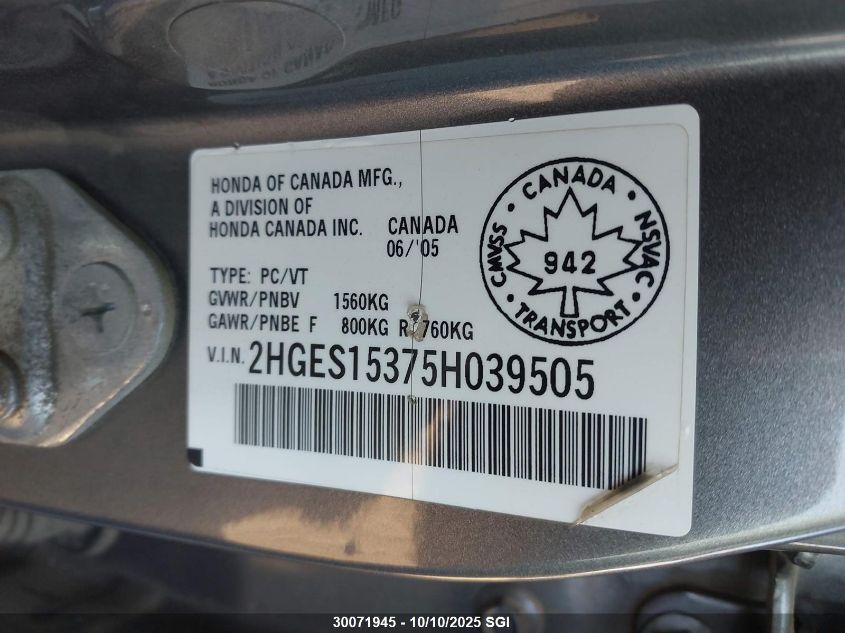 HONDA OF CANADA MFG.,
A DIVISION OF
HONDA CANADA INC. CANADA
06/'05
TYPE: PC/VT
GVWR/PNBV 1560KG
GAWR/PNBE F 800KG R 760KG
V.I.N. 2HGES15375H039505
CANADA
NSVAC
TRANSPORT
CMVSS
942
30071945 - 10/10/2025 SGI